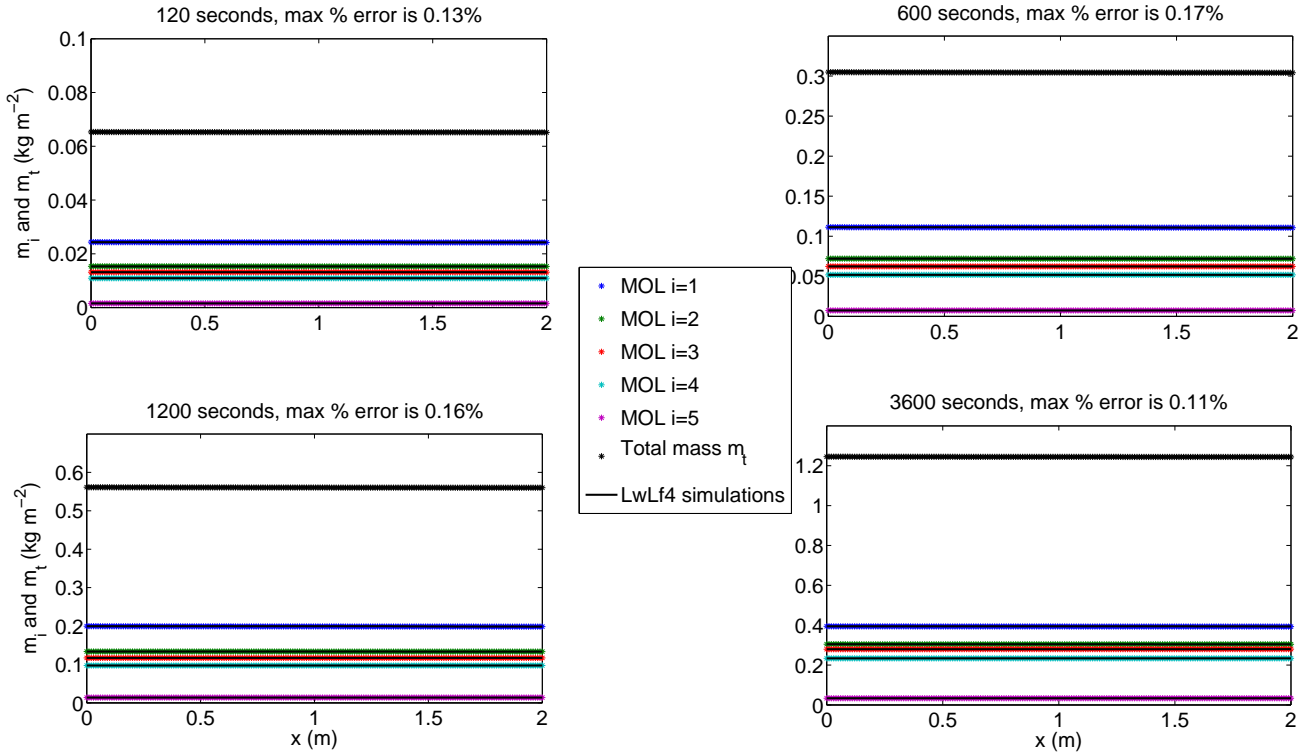 120 seconds, max % error is 0.13%
0.1
0.08
0.06
0.04
0.02
0
0 0.5 1 1.5 2
m_i and m_t (kg m^−2)
600 seconds, max % error is 0.17%
0.3
0.25
0.2
0.15
0.1
0.05
0
0 0.5 1 1.5 2
MOL i=1
MOL i=2
MOL i=3
MOL i=4
MOL i=5
Total mass m_t
LwLf4 simulations
1200 seconds, max % error is 0.16%
0.6
0.5
0.4
0.3
0.2
0.1
0
0 0.5 1 1.5 2
m_i and m_t (kg m^−2)
x (m)
3600 seconds, max % error is 0.11%
1.2
1
0.8
0.6
0.4
0.2
0
0 0.5 1 1.5 2
x (m)